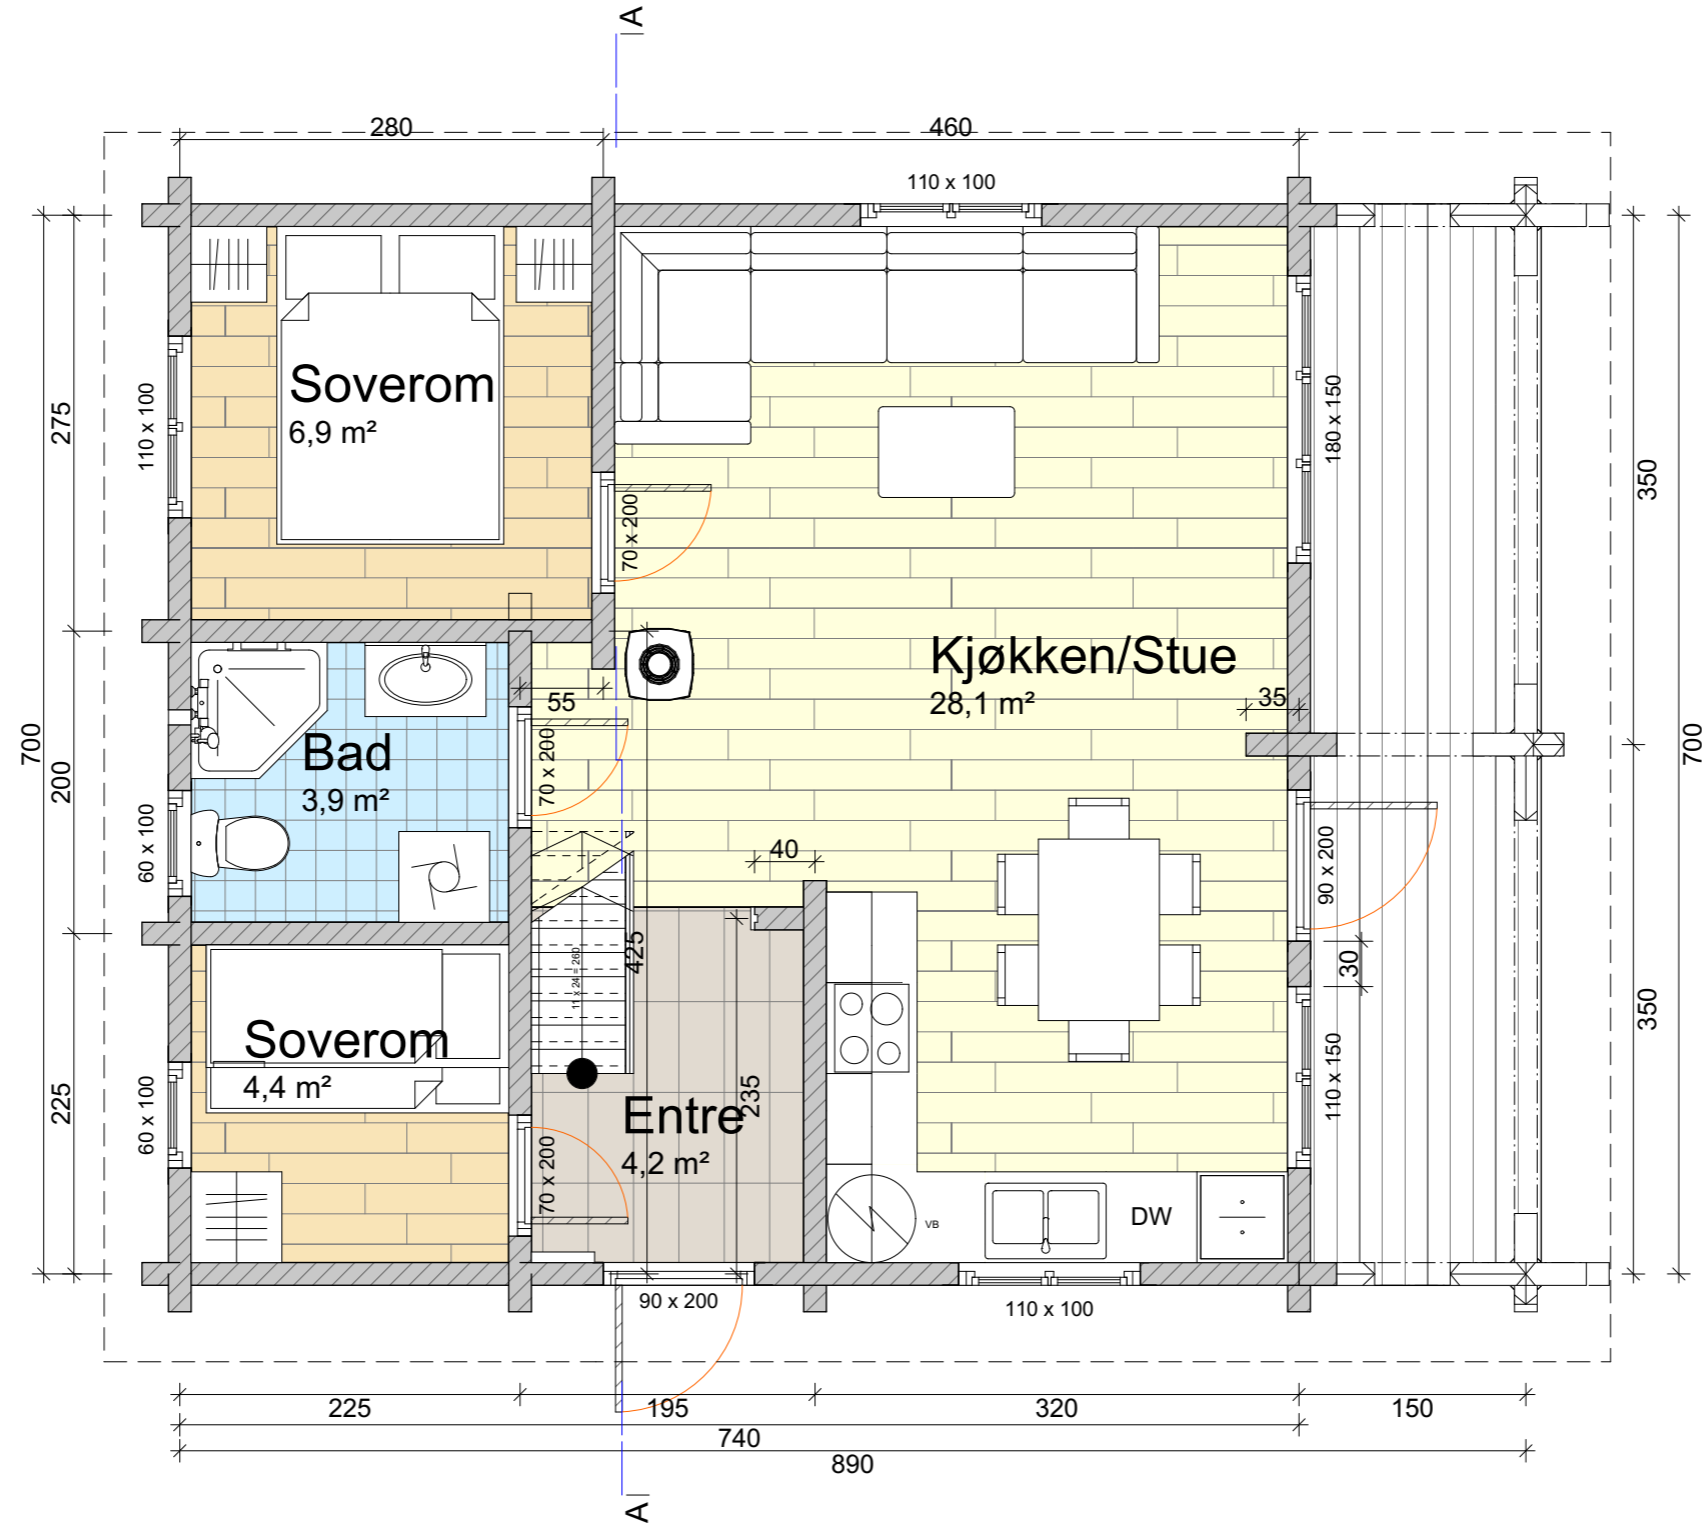 A
280
460
110 x 100
Soverom
6,9 m²
110 x 100
275
70 x 200
180 x 150
350
Kjøkken/Stue
28,1 m²
35
55
700
200
Bad
3,9 m²
70 x 200
60 x 100
40
90 x 200
700
425
11 x 24 = 260
30
Soverom
4,4 m²
225
60 x 100
235
Entre
4,2 m²
70 x 200
110 x 150
350
VB
DW
90 x 200
110 x 100
225
195
320
150
740
890
A